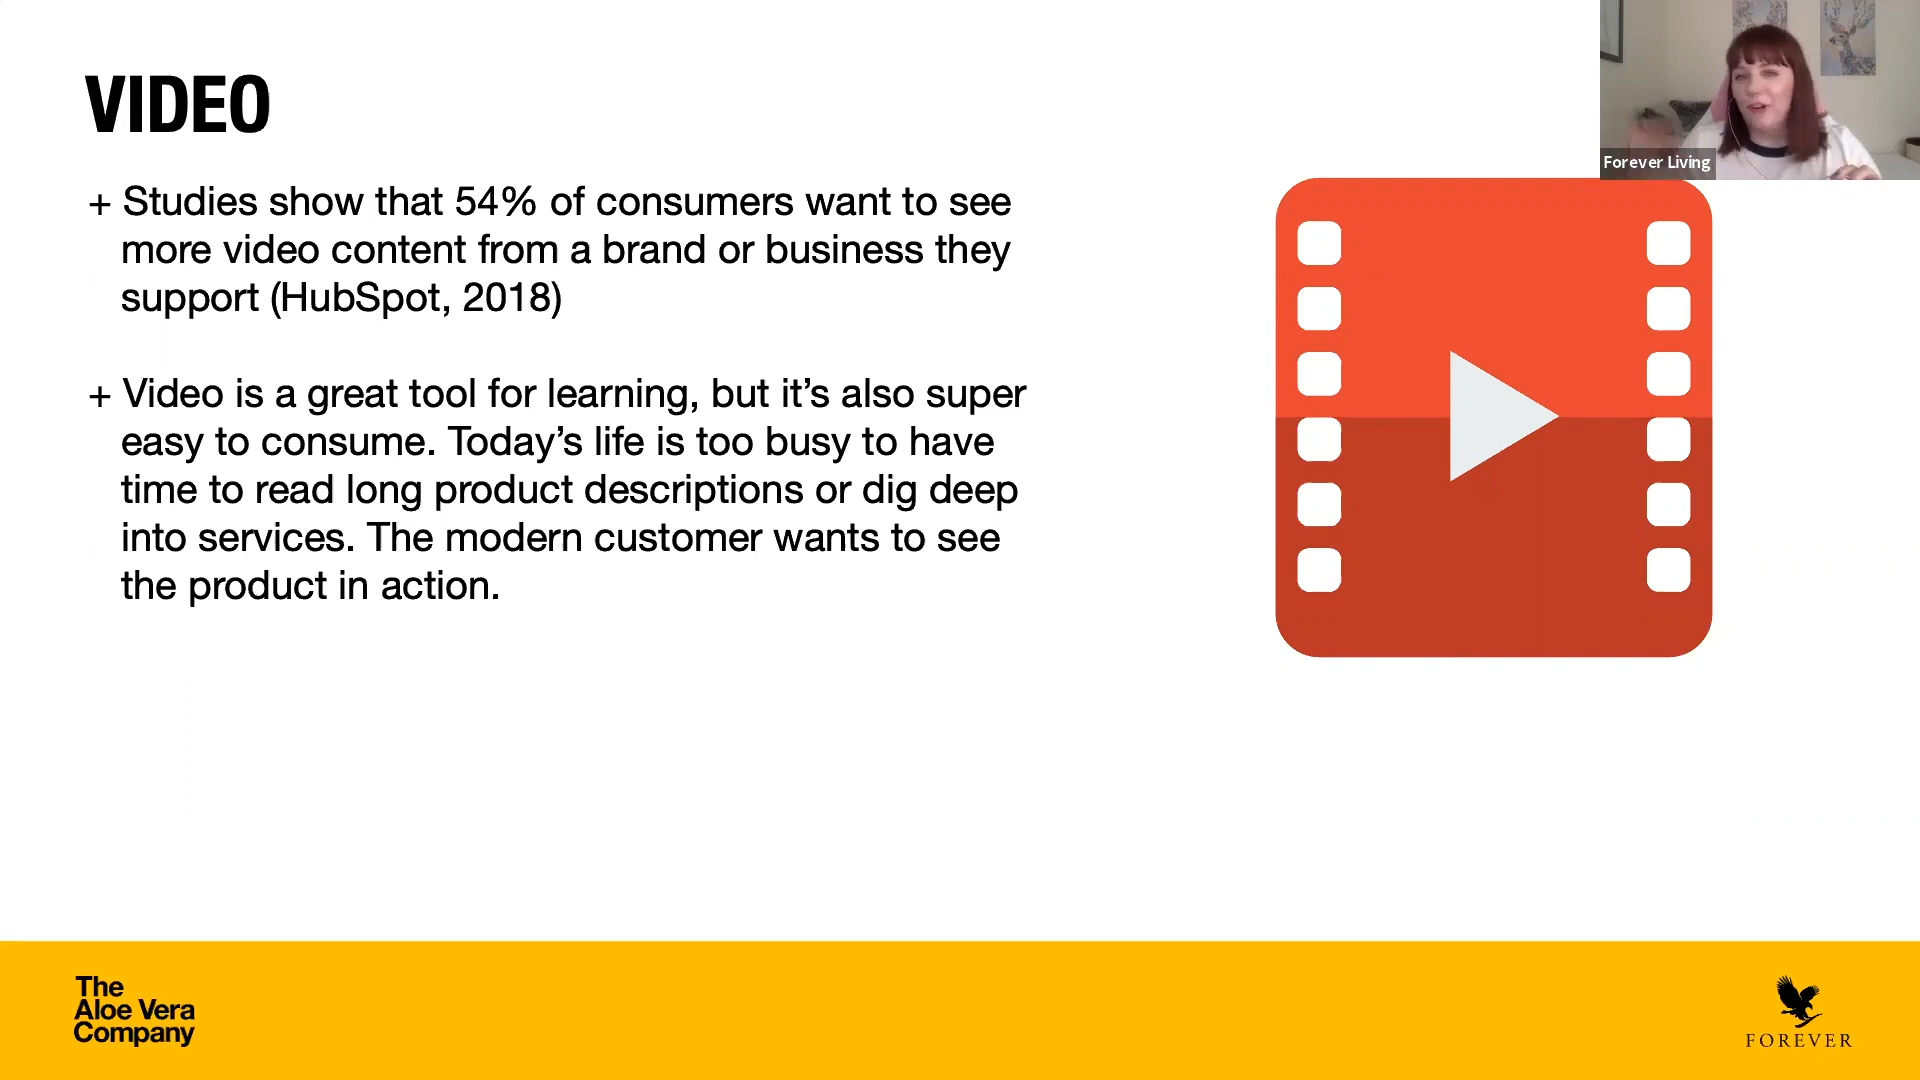 VIDEO
+ Studies show that 54% of consumers want to see
more video content from a brand or business they
support (HubSpot, 2018)
+ Video is a great tool for learning, but it’s also super
easy to consume. Today’s life is too busy to have
time to read long product descriptions or dig deep
into services. The modern customer wants to see
the product in action.
Forever Living
The
Aloe Vera
Company
FOREVER